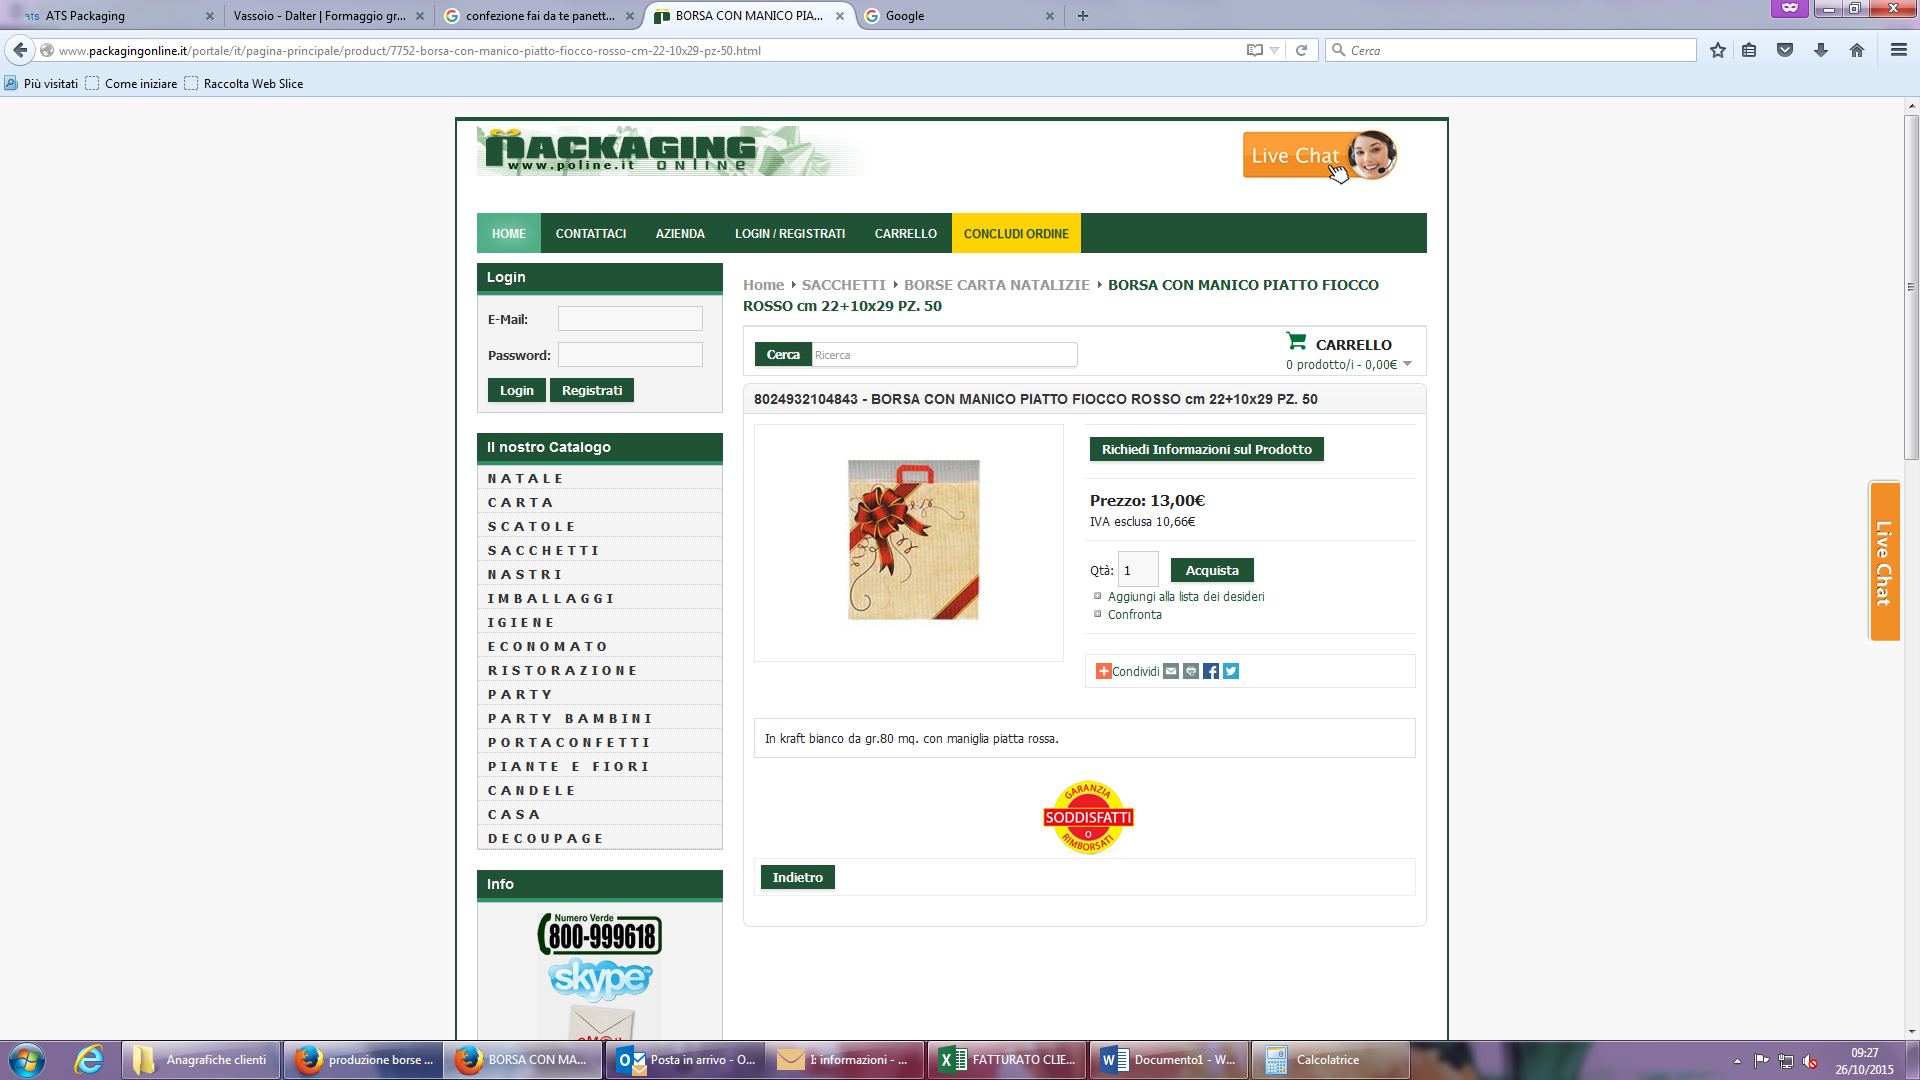 ats ATS Packaging
Vassoio - Dalter | Formaggio gr...
confezione fai da te panett...
BORSA CON MANICO PIA...
Google
www.packagingonline.it/portale/it/pagina-principale/product/7752-borsa-con-manico-piatto-fiocco-rosso-cm-22-10x29-pz-50.html
Cerca
Più visitati
Come iniziare
Raccolta Web Slice
PACKAGING
www.poline.it ONLINE
Live Chat
HOME
CONTATTACI
AZIENDA
LOGIN / REGISTRATI
CARRELLO
CONCLUDI ORDINE
Login
E-Mail:
Password:
Login
Registrati
Il nostro Catalogo
NATALE
CARTA
SCATOLE
SACCHETTI
NASTRI
IMBALLAGGI
IGIENE
ECONOMATO
RISTORAZIONE
PARTY
PARTY BAMBINI
PORTACONFETTI
PIANTE E FIORI
CANDELE
CASA
DECOUPAGE
Info
Numero Verde
800-999618
skype
Home SACCHETTI BORSE CARTA NATALIZIE BORSA CON MANICO PIATTO FIOCCO
ROSSO cm 22+10x29 PZ. 50
Cerca
Ricerca
CARRELLO
0 prodotto/i - 0,00€
8024932104843 - BORSA CON MANICO PIATTO FIOCCO ROSSO cm 22+10x29 PZ. 50
Richiedi Informazioni sul Prodotto
Prezzo: 13,00€
IVA esclusa 10,66€
Qtà: 1
Acquista
Aggiungi alla lista dei desideri
Confronta
Condividi
In kraft bianco da gr.80 mq. con maniglia piatta rossa.
GARANZIA
SODDISFATTI
o
RIMBORSATI
Indietro
Live Chat
Anagrafiche clienti
produzione borse ...
BORSA CON MA...
Posta in arrivo - O...
I: informazioni - ...
FATTURATO CLIE...
Documento1 - W...
Calcolatrice
09:27
26/10/2015